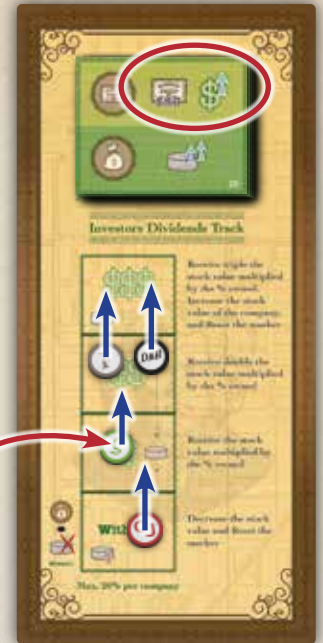 Investors Dividends Track
Receive triple the
stock value multiplied
by the % owned.
Increase the stock
value of the company,
and Boost the market
Receive double the
stock value multiplied
by the % owned
Receive the stock
value multiplied by
the % owned
With
Decrease the stock
value and Boost the
market
Max. 20% per company